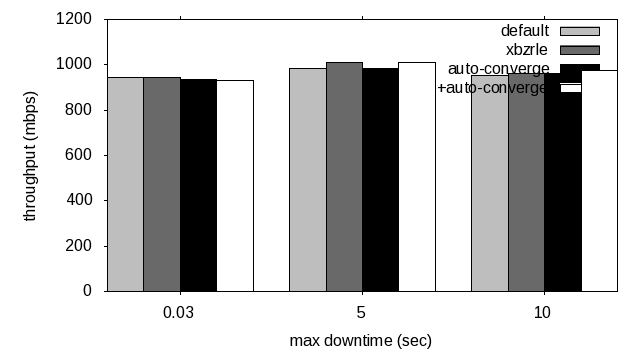 1200
1000
800
600
400
200
0
throughput (mbps)
default
xbzrle
auto-converge
+auto-converge
0.03
5
10
max downtime (sec)